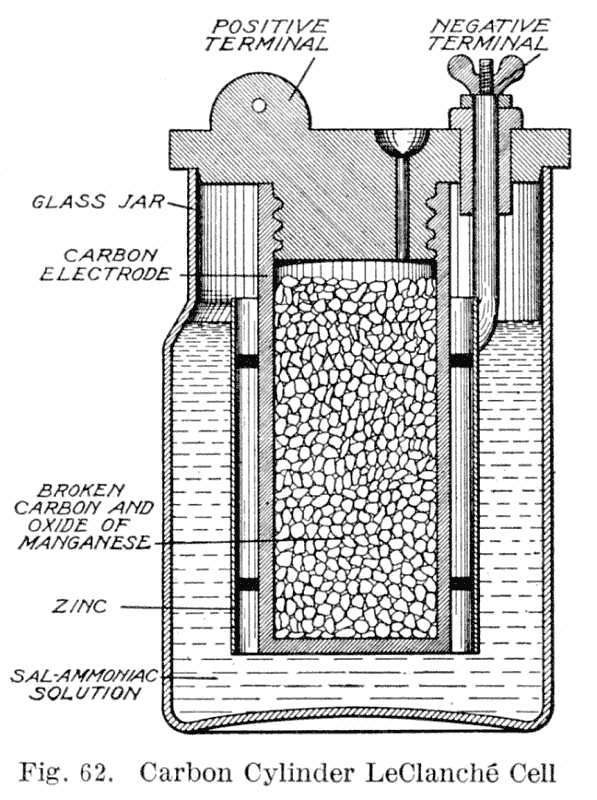 POSITIVE
TERMINAL
NEGATIVE
TERMINAL
GLASS JAR
CARBON
ELECTRODE
BROKEN
CARBON AND
OXIDE OF
MANGANESE
ZINC
SAL-AMMONIAC
SOLUTION
Fig. 62. Carbon Cylinder LeClanché Cell